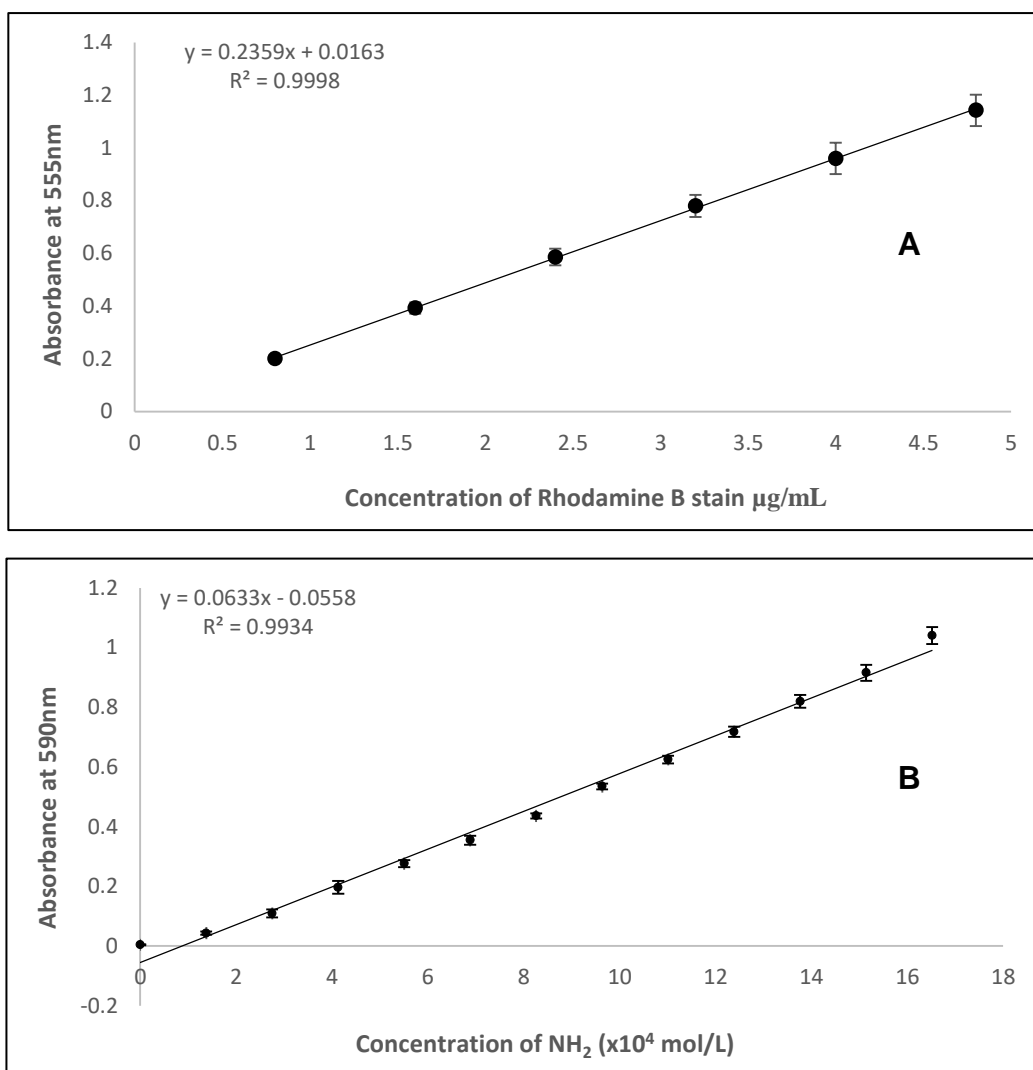 y = 0.2359x + 0.0163
R² = 0.9998
1.4
1.2
1
0.8
0.6
0.4
0.2
0
Absorbance at 555nm
A
0 0.5 1 1.5 2 2.5 3 3.5 4 4.5 5
Concentration of Rhodamine B stain µg/mL
y = 0.0633x - 0.0558
R² = 0.9934
1.2
1
0.8
0.6
0.4
0.2
0
-0.2
Absorbance at 590nm
B
0 2 4 6 8 10 12 14 16 18
Concentration of NH₂ (x10⁴ mol/L)